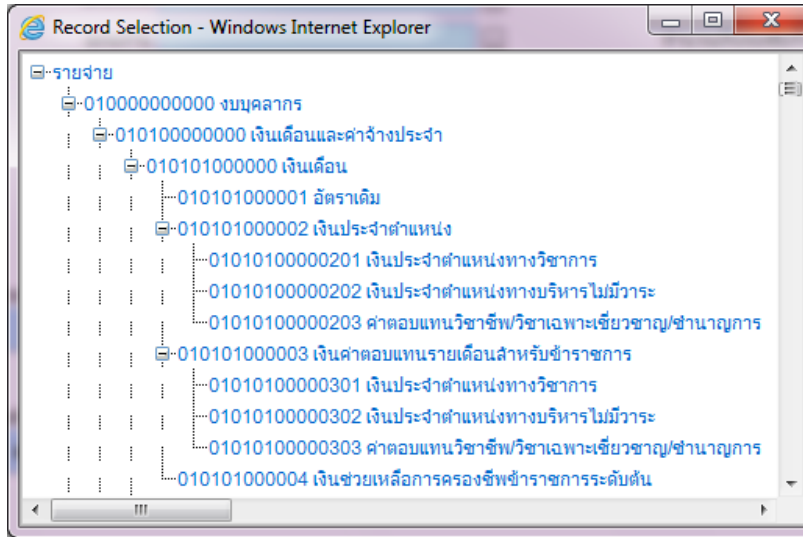 Record Selection - Windows Internet Explorer
รายจ่าย
010000000000 งบบุคลากร
010100000000 เงินเดือนและค่าจ้างประจำ
010101000000 เงินเดือน
010101000001 อัตราเดิม
010101000002 เงินประจำตำแหน่ง
01010100000201 เงินประจำตำแหน่งทางวิชาการ
01010100000202 เงินประจำตำแหน่งทางบริหารไม่มีวาระ
01010100000203 ค่าตอบแทนวิชาชีพ/วิชาเฉพาะเชี่ยวชาญ/ชำนาญการ
010101000003 เงินค่าตอบแทนรายเดือนสำหรับข้าราชการ
01010100000301 เงินประจำตำแหน่งทางวิชาการ
01010100000302 เงินประจำตำแหน่งทางบริหารไม่มีวาระ
01010100000303 ค่าตอบแทนวิชาชีพ/วิชาเฉพาะเชี่ยวชาญ/ชำนาญการ
010101000004 เงินช่วยเหลือการครองชีพข้าราชการระดับต้น